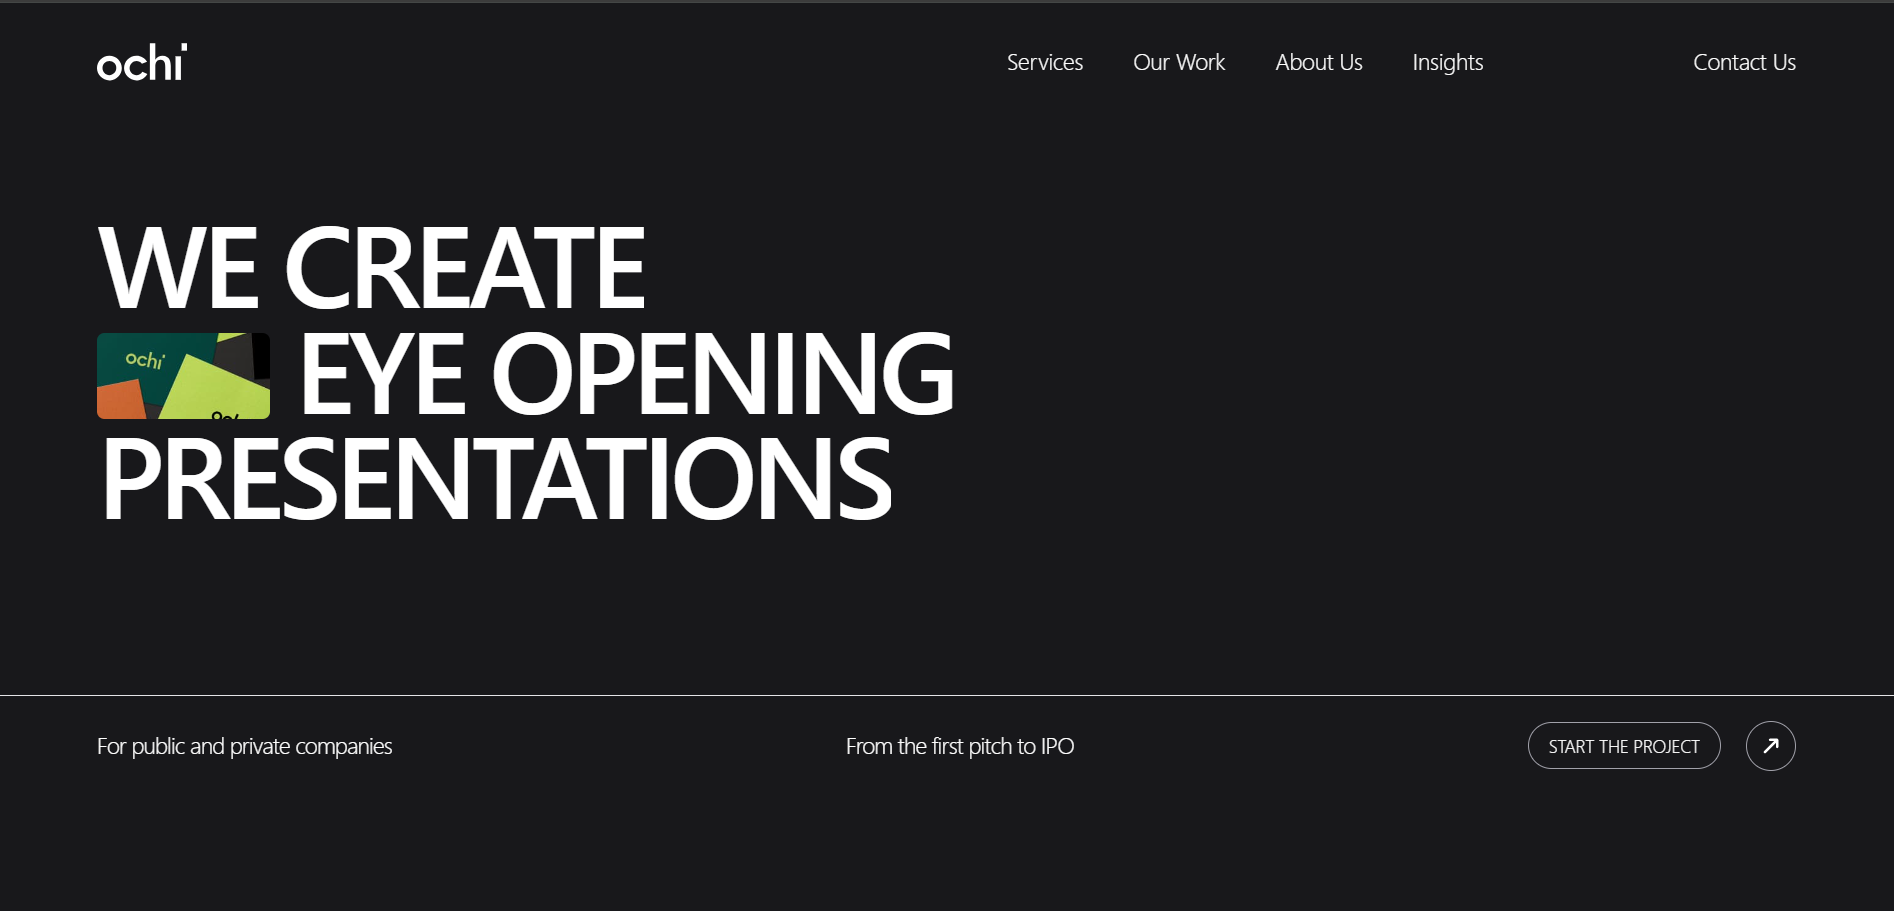 ochi
Services Our Work About Us Insights Contact Us
WE CREATE
ochi
EYE OPENING
PRESENTATIONS
For public and private companies From the first pitch to IPO START THE PROJECT